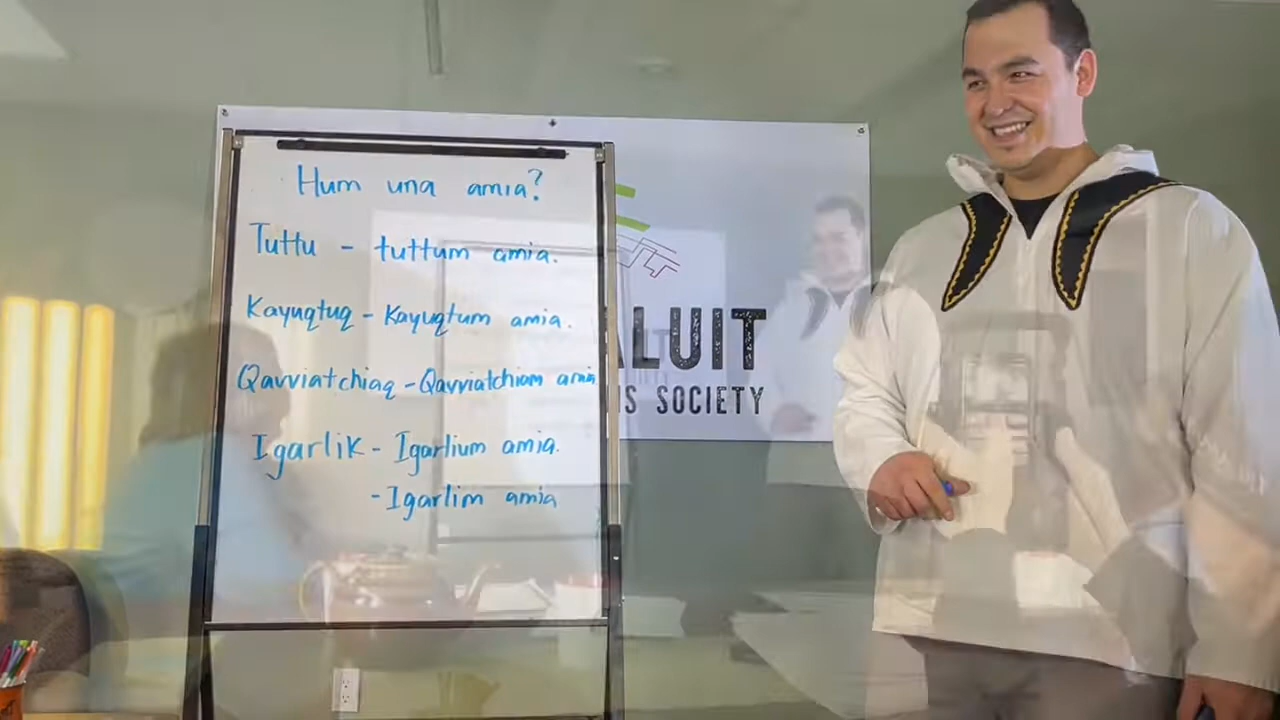 Hum una amia?
Tuttu - tuttum amia.
Kayuqtuq - Kayuqtum amia.
Qavviatchiaq - Qavviatchiam amia
Igarlik - Igarlium amia.
- Igarlim amia
ALUIT
SOCIETY